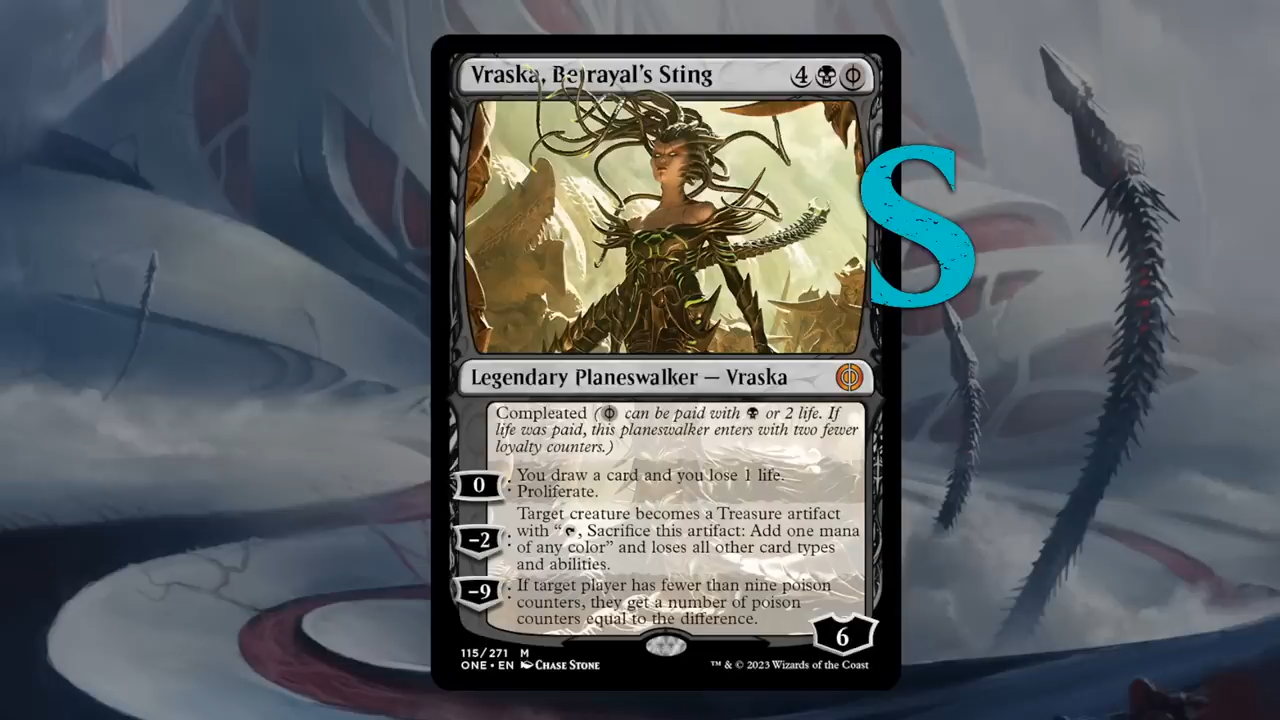 Vraska, Betrayal's Sting 4
S
Legendary Planeswalker — Vraska
Compleated ( can be paid with or 2 life. If
life was paid, this planeswalker enters with two fewer
loyalty counters.)
0 : You draw a card and you lose 1 life.
Proliferate.
Target creature becomes a Treasure artifact
with “ , Sacrifice this artifact: Add one mana
−2 : of any color” and loses all other card types
and abilities.
−9 : If target player has fewer than nine poison
counters, they get a number of poison
counters equal to the difference.
6
115/271 M
ONE • EN CHASE STONE
™ & © 2023 Wizards of the Coast